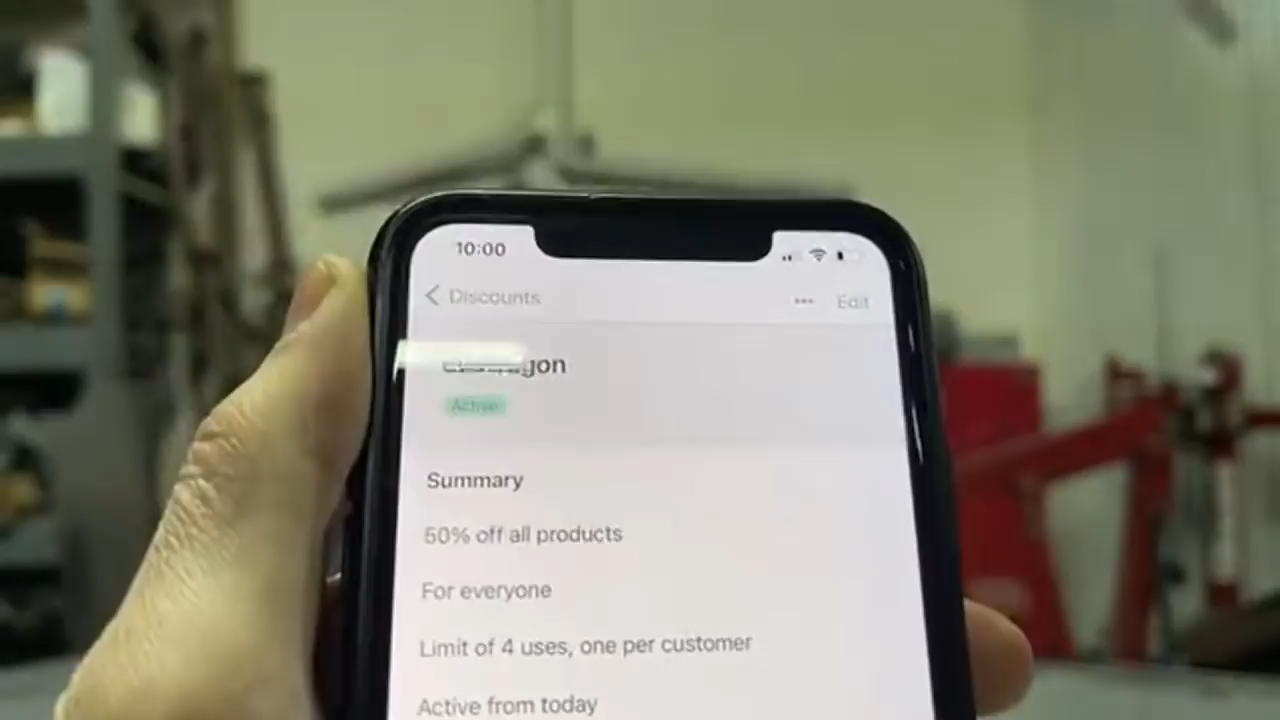 10:00
Discounts
Edit
Active
Summary
50% off all products
For everyone
Limit of 4 uses, one per customer
Active from today